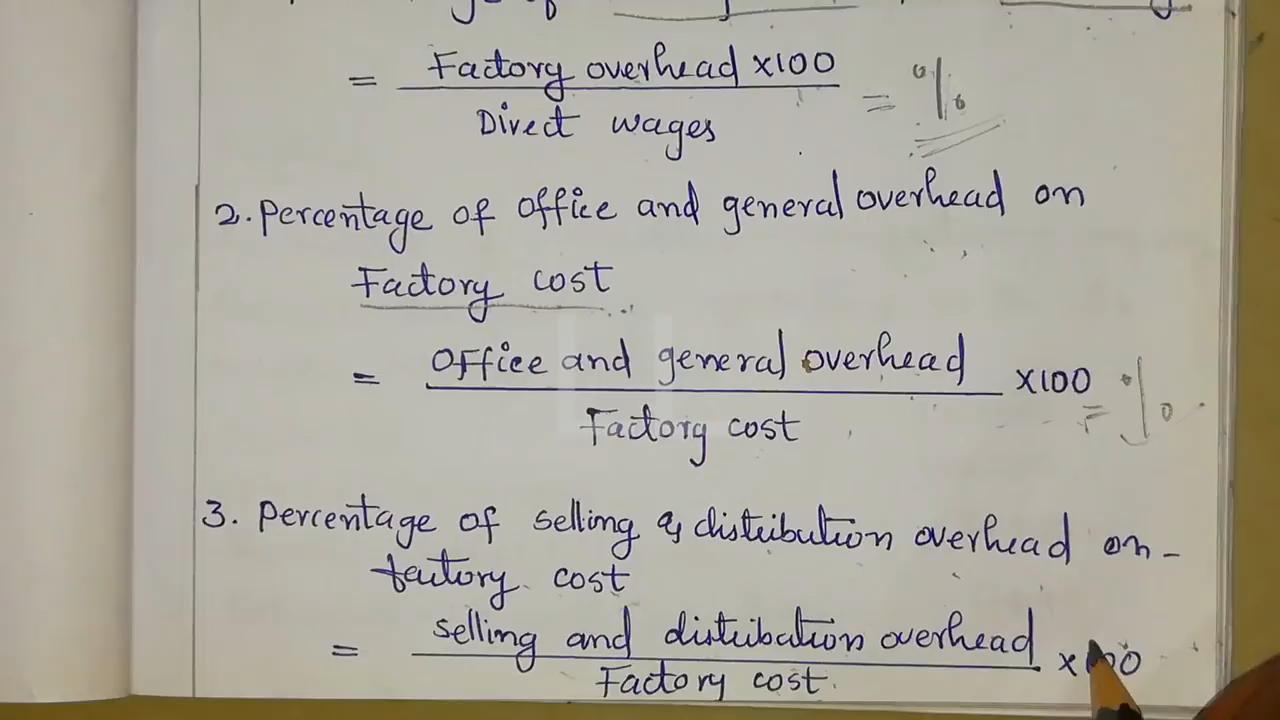 = Factory overhead x100 = %
Direct wages
2. Percentage of office and general overhead on
Factory cost
= Office and general overhead x100 = %
Factory cost
3. Percentage of selling & distribution overhead on -
factory cost
= selling and distribution overhead x100
Factory cost.